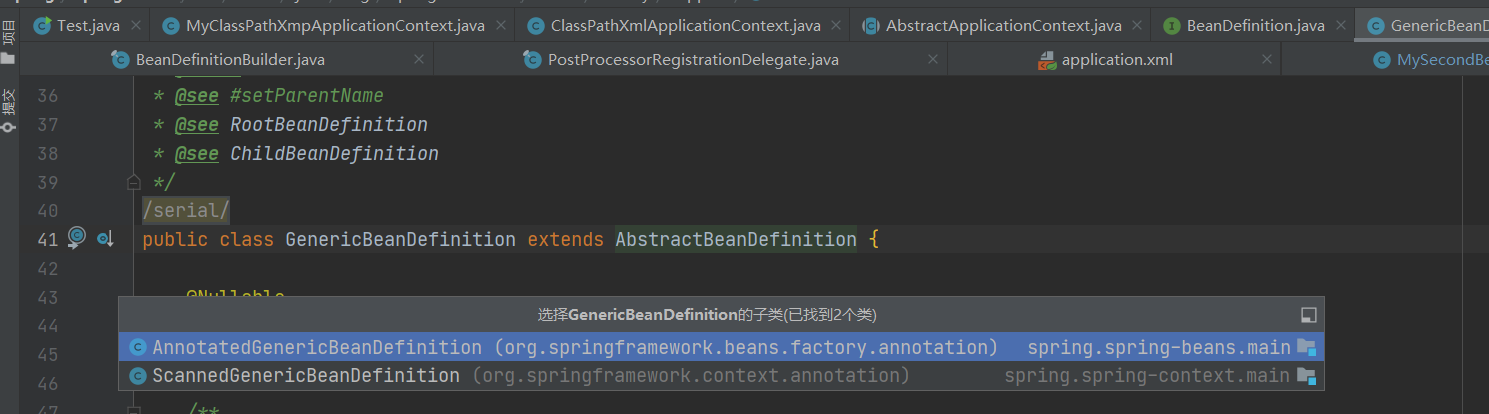 项目
提交
Test.java
MyClassPathXmpApplicationContext.java
ClassPathXmlApplicationContext.java
AbstractApplicationContext.java
BeanDefinition.java
GenericBeanD
BeanDefinitionBuilder.java
PostProcessorRegistrationDelegate.java
application.xml
MySecondBe
36 * @see #setParentName
37 * @see RootBeanDefinition
38 * @see ChildBeanDefinition
39 */
40 /serial/
41 public class GenericBeanDefinition extends AbstractBeanDefinition {
42
43 @Nullable
选择GenericBeanDefinition的子类(已找到2个类)
44
45 AnnotatedGenericBeanDefinition (org.springframework.beans.factory.annotation) spring.spring-beans.main
46 ScannedGenericBeanDefinition (org.springframework.context.annotation) spring.spring-context.main
47 /**